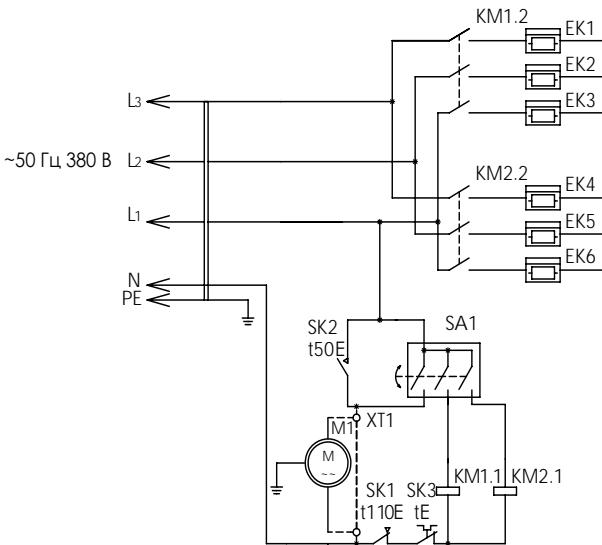 KM1.2
EK1
EK2
EK3
L3
~50 Гц 380 В L2
KM2.2
EK4
L1
EK5
EK6
N
PE
SK2
t50E
SA1
M1
XT1
M
~~
SK1
t110E
SK3
tE
KM1.1
KM2.1